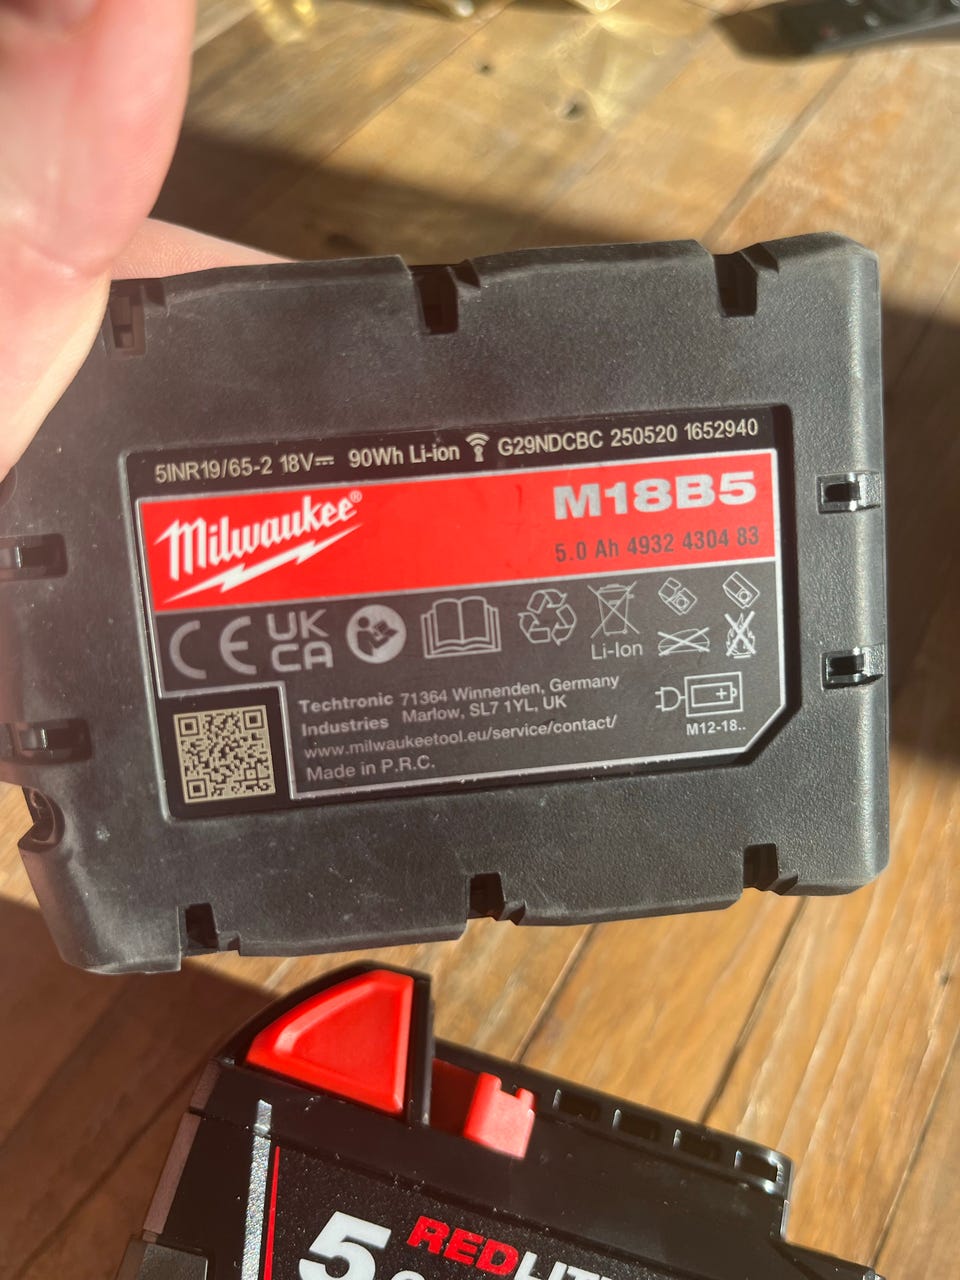 5INR19/65-2 18V⎓ 90Wh Li-ion G29NDCBC 250520 1652940
Milwaukee®
M18B5
5.0 Ah 4932 4304 83
CE UK CA
Li-Ion
Techtronic Industries
71364 Winnenden, Germany
Marlow, SL7 1YL, UK
www.milwaukeetool.eu/service/contact/
Made in P.R.C.
M12-18..
5
RED